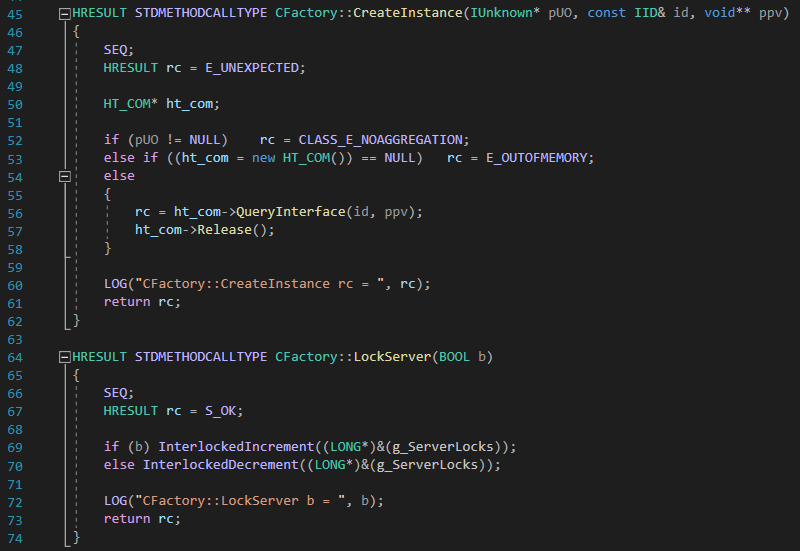 45 HRESULT STDMETHODCALLTYPE CFactory::CreateInstance(IUnknown* pUO, const IID& id, void** ppv)
46 {
47     SEQ;
48     HRESULT rc = E_UNEXPECTED;
49
50     HT_COM* ht_com;
51
52     if (pUO != NULL)    rc = CLASS_E_NOAGGREGATION;
53     else if ((ht_com = new HT_COM()) == NULL)   rc = E_OUTOFMEMORY;
54     else
55     {
56         rc = ht_com->QueryInterface(id, ppv);
57         ht_com->Release();
58     }
59
60     LOG("CFactory::CreateInstance rc = ", rc);
61     return rc;
62 }
63
64 HRESULT STDMETHODCALLTYPE CFactory::LockServer(BOOL b)
65 {
66     SEQ;
67     HRESULT rc = S_OK;
68
69     if (b) InterlockedIncrement((LONG*)&(g_ServerLocks));
70     else InterlockedDecrement((LONG*)&(g_ServerLocks));
71
72     LOG("CFactory::LockServer b = ", b);
73     return rc;
74 }